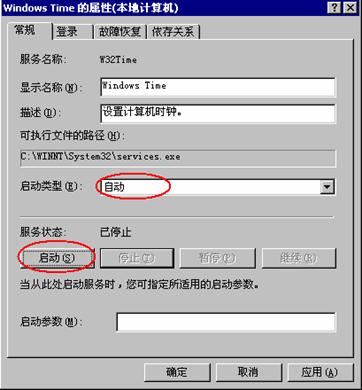 Windows Time 的属性(本地计算机)
常规 登录 故障恢复 依存关系
服务名称: W32Time
显示名称(N): Windows Time
描述(D): 设置计算机时钟。
可执行文件的路径(H):
C:\WINNT\System32\services.exe
启动类型(E): 自动
服务状态: 已停止
启动(S) 停止(T) 暂停(P) 继续(R)
当从此处启动服务时，您可指定所适用的启动参数。
启动参数(M):
确定 取消 应用(A)